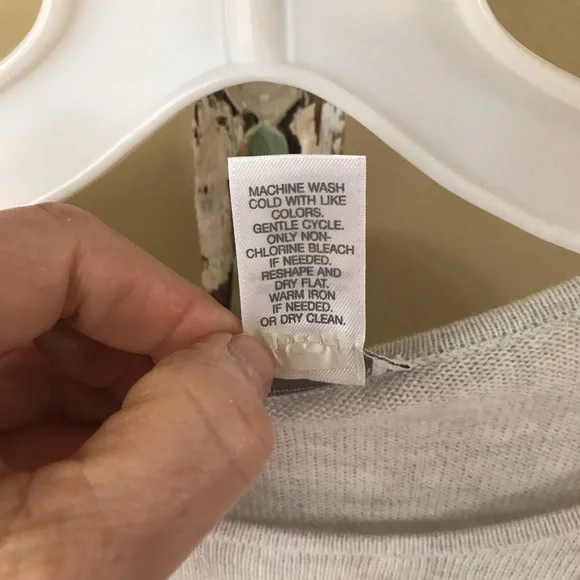 MACHINE WASH
COLD WITH LIKE
COLORS.
GENTLE CYCLE.
ONLY NON-
CHLORINE BLEACH
IF NEEDED.
RESHAPE AND
DRY FLAT.
WARM IRON
IF NEEDED.
OR DRY CLEAN.